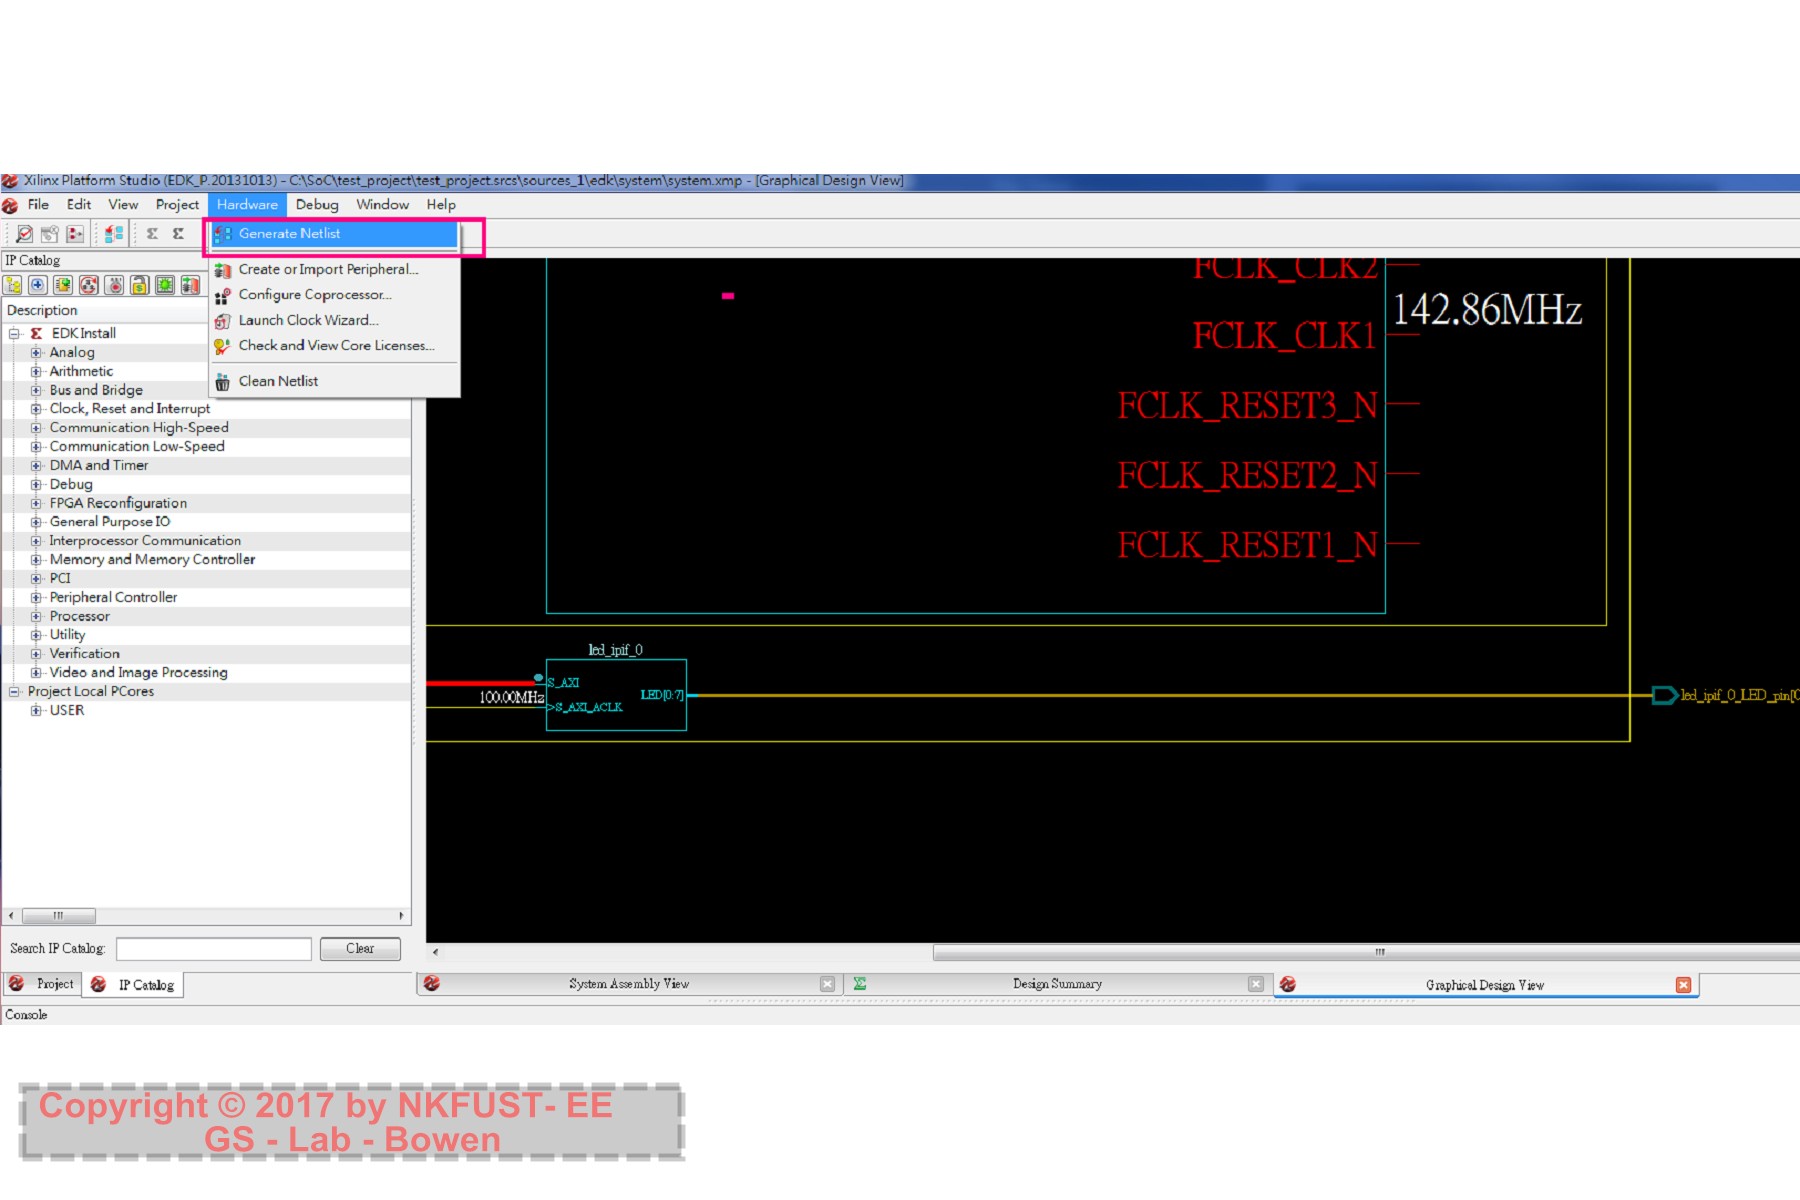 Xilinx Platform Studio (EDK_P.20131013) - C:\SoC\test_project\test_project.srcs\sources_1\edk\system\system.xmp - [Graphical Design View]
File Edit View Project Hardware Debug Window Help
Generate Netlist
Create or Import Peripheral...
Configure Coprocessor...
Launch Clock Wizard...
Check and View Core Licenses...
Clean Netlist
IP Catalog
Description
EDK Install
Analog
Arithmetic
Bus and Bridge
Clock, Reset and Interrupt
Communication High-Speed
Communication Low-Speed
DMA and Timer
Debug
FPGA Reconfiguration
General Purpose IO
Interprocessor Communication
Memory and Memory Controller
PCI
Peripheral Controller
Processor
Utility
Verification
Video and Image Processing
Project Local PCores
USER
Search IP Catalog:
Clear
Project
IP Catalog
FCLK_CLK2
142.86MHz
FCLK_CLK1
FCLK_RESET3_N
FCLK_RESET2_N
FCLK_RESET1_N
led_ipif_0
S_AXI
LED[0:7]
100.00MHz
>S_AXI_ACLK
led_ipif_0_LED_pin[0
System Assembly View
Design Summary
Graphical Design View
Console
Copyright © 2017 by NKFUST- EE
GS - Lab - Bowen